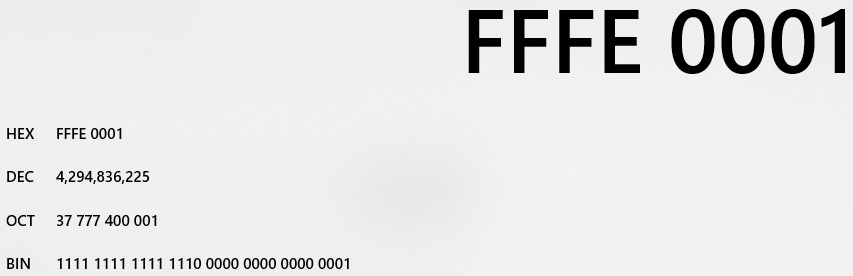 FFFE 0001
HEX FFFE 0001
DEC 4,294,836,225
OCT 37 777 400 001
BIN 1111 1111 1111 1110 0000 0000 0000 0001